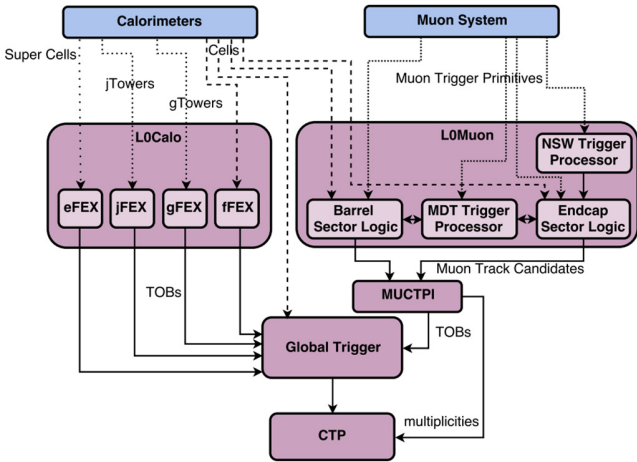 Calorimeters
Muon System
Super Cells
Cells
jTowers
Muon Trigger Primitives
gTowers
L0Calo
L0Muon
NSW Trigger
Processor
eFEX
jFEX
gFEX
fFEX
Barrel
Sector Logic
MDT Trigger
Processor
Endcap
Sector Logic
Muon Track Candidates
TOBs
MUCTPI
TOBs
Global Trigger
multiplicities
CTP